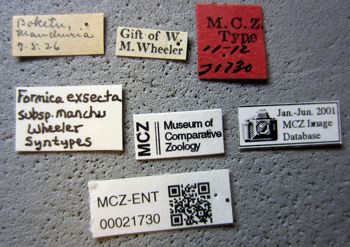 Boketu,
Manchuria
7.5.26
Gift of W.
M. Wheeler
M.C.Z
Type
11-12
21730
Formica exsecta
subsp. manchu
Wheeler
Syntypes
MCZ
Museum of
Comparative
Zoology
Jan.-Jun. 2001
MCZ Image
Database
MCZ-ENT
00021730